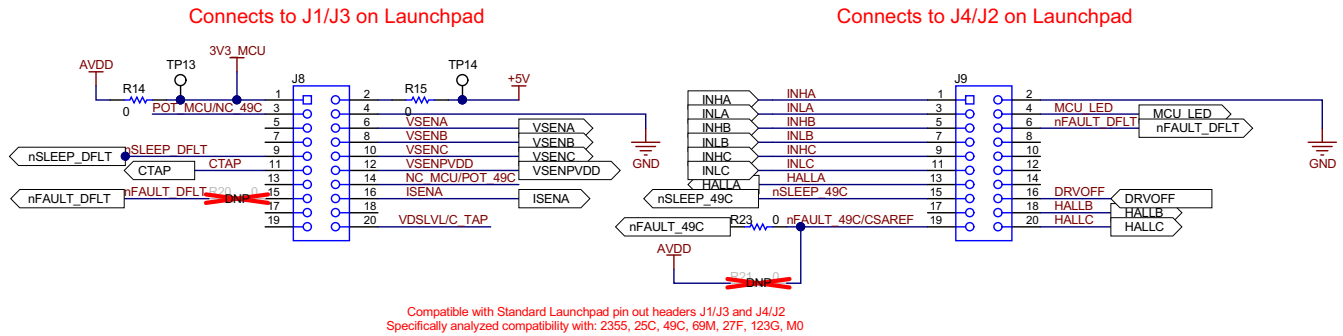 Connects to J1/J3 on Launchpad
Connects to J4/J2 on Launchpad
3V3_MCU
AVDD
TP13
TP14
+5V
R14
0
J8
R15
0
POT_MCU/NC_49C
1
3
5
7
9
11
13
15
17
19
2
4
6
8
10
12
14
16
18
20
VSENA
VSENA
VSENB
VSENB
VSENC
VSENC
VSENPVDD
VSENPVDD
NC_MCU/POT_49C
ISENA
ISENA
VDSLVL/C_TAP
GND
nSLEEP_DFLT
nSLEEP_DFLT
CTAP
CTAP
nFAULT_DFLT
nFAULT_DFLT
R20
0
DNP
J9
INHA
INHA
INLA
INLA
INHB
INHB
INLB
INLB
INHC
INHC
INLC
INLC
HALLA
HALLA
nSLEEP_49C
nSLEEP_49C
nFAULT_49C
R23
0
nFAULT_49C/CSAREF
AVDD
R21
0
DNP
1
3
5
7
9
11
13
15
17
19
2
4
6
8
10
12
14
16
18
20
MCU_LED
MCU_LED
nFAULT_DFLT
nFAULT_DFLT
GND
DRVOFF
DRVOFF
HALLB
HALLB
HALLC
HALLC
Compatible with Standard Launchpad pin out headers J1/J3 and J4/J2
Specifically analyzed compatibility with: 2355, 25C, 49C, 69M, 27F, 123G, M0